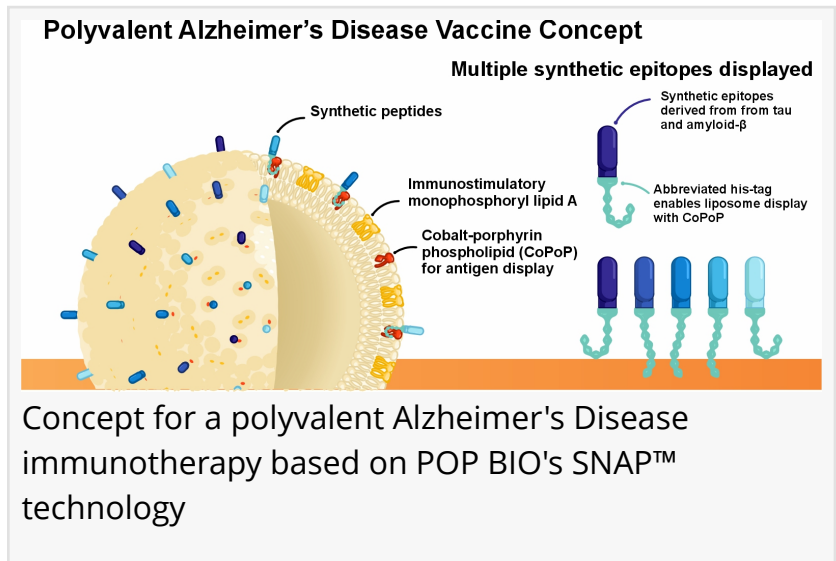 Polyvalent Alzheimer’s Disease Vaccine Concept
Multiple synthetic epitopes displayed
Synthetic peptides
Immunostimulatory
monophosphoryl lipid A
Cobalt-porphyrin
phospholipid (CoPoP)
for antigen display
Synthetic epitopes
derived from from tau
and amyloid-β
Abbreviated his-tag
enables liposome display
with CoPoP
Concept for a polyvalent Alzheimer's Disease
immunotherapy based on POP BIO's SNAP™
technology